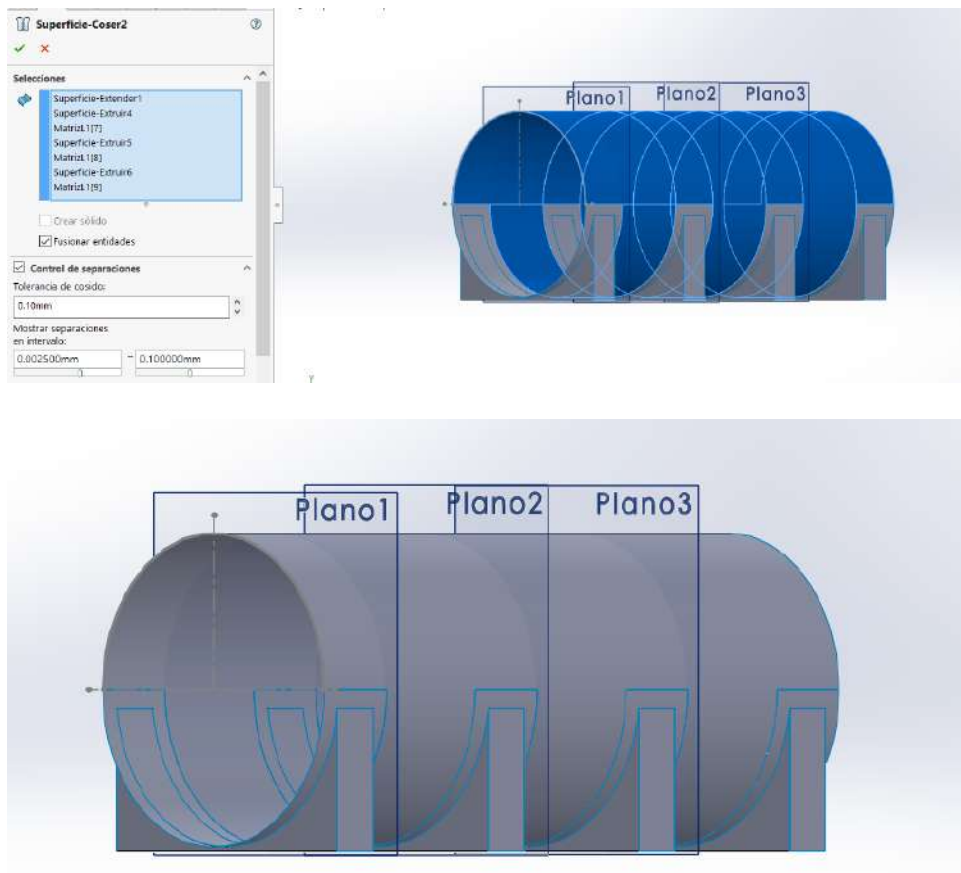 Superficie-Coser2
Selecciones
Superficie-Extender1
Superficie-Extruir4
MatrizL1[7]
Superficie-Extruir5
MatrizL1[8]
Superficie-Extruir6
MatrizL1[9]
Crear sólido
Fusionar entidades
Control de separaciones
Tolerancia de cosido:
0.10mm
Mostrar separaciones
en intervalo:
0.002500mm - 0.100000mm
Plano1 Plano2 Plano3
Y
Plano1 Plano2 Plano3